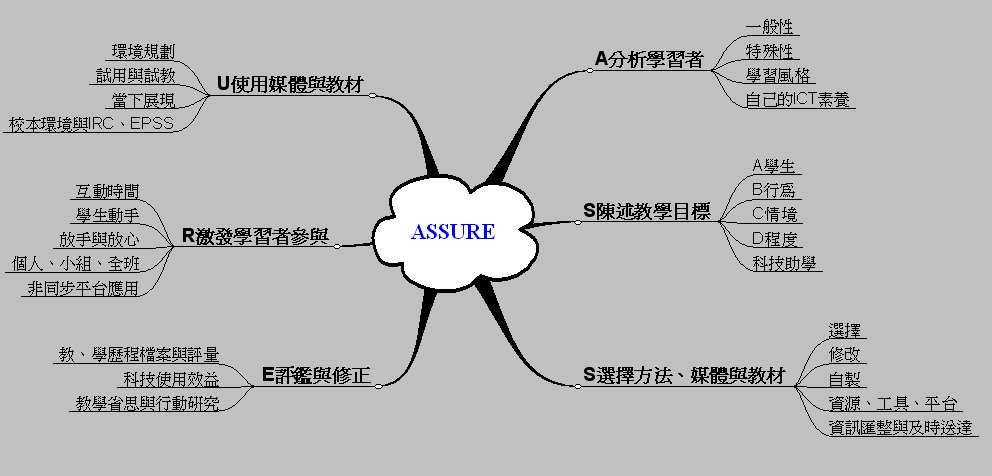 ASSURE
A分析學習者
一般性
特殊性
學習風格
自己的ICT素養
S陳述教學目標
A學生
B行為
C情境
D程度
科技助學
S選擇方法、媒體與教材
選擇
修改
自製
資源、工具、平台
資訊匯整與及時送達
U使用媒體與教材
環境規劃
試用與試教
當下展現
校本環境與IRC、EPSS
R激發學習者參與
互動時間
學生動手
放手與放心
個人、小組、全班
非同步平台應用
E評鑑與修正
教、學歷程檔案與評量
科技使用效益
教學省思與行動研究